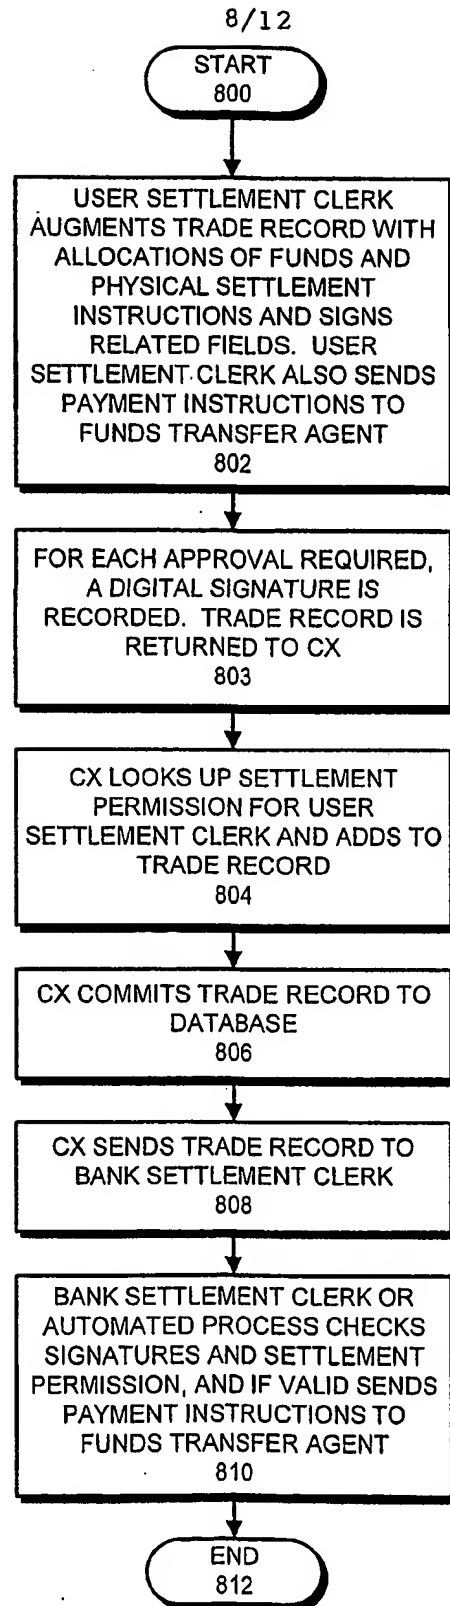 8/12
START
800
USER SETTLEMENT CLERK
AUGMENTS TRADE RECORD WITH
ALLOCATIONS OF FUNDS AND
PHYSICAL SETTLEMENT
INSTRUCTIONS AND SIGNS
RELATED FIELDS. USER
SETTLEMENT CLERK ALSO SENDS
PAYMENT INSTRUCTIONS TO
FUNDS TRANSFER AGENT
802
FOR EACH APPROVAL REQUIRED,
A DIGITAL SIGNATURE IS
RECORDED. TRADE RECORD IS
RETURNED TO CX
803
CX LOOKS UP SETTLEMENT
PERMISSION FOR USER
SETTLEMENT CLERK AND ADDS TO
TRADE RECORD
804
CX COMMITS TRADE RECORD TO
DATABASE
806
CX SENDS TRADE RECORD TO
BANK SETTLEMENT CLERK
808
BANK SETTLEMENT CLERK OR
AUTOMATED PROCESS CHECKS
SIGNATURES AND SETTLEMENT
PERMISSION, AND IF VALID SENDS
PAYMENT INSTRUCTIONS TO
FUNDS TRANSFER AGENT
810
END
812